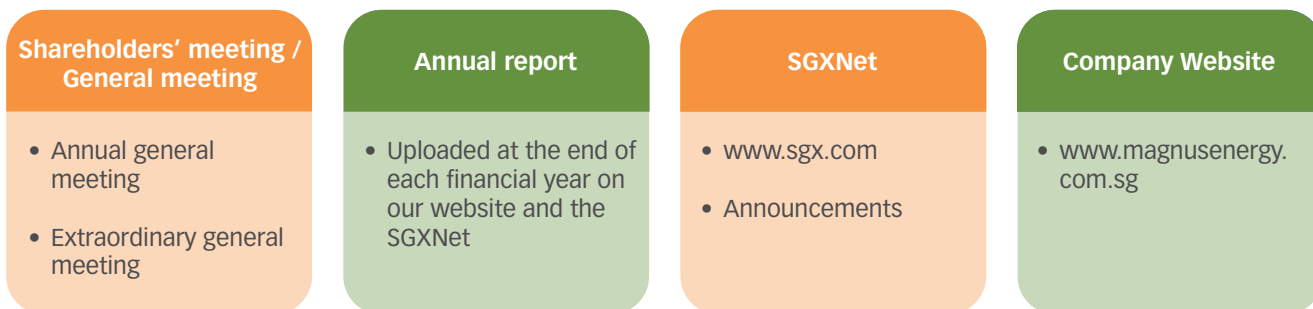 Shareholders' meeting /
General meeting
• Annual general
meeting
• Extraordinary general
meeting
Annual report
• Uploaded at the end of
each financial year on
our website and the
SGXNet
SGXNet
• www.sgx.com
• Announcements
Company Website
• www.magnusenergy.
com.sg